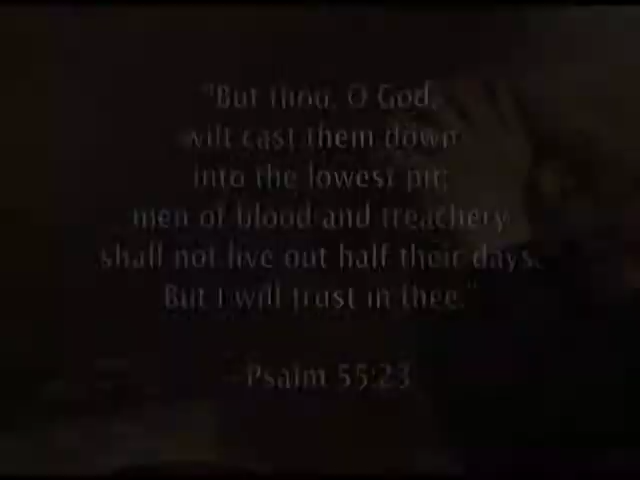 "But thou, O God,
wilt cast them down
into the lowest pit;
men of blood and treachery
shall not live out half their days.
But I will trust in thee."
—Psalm 55:23